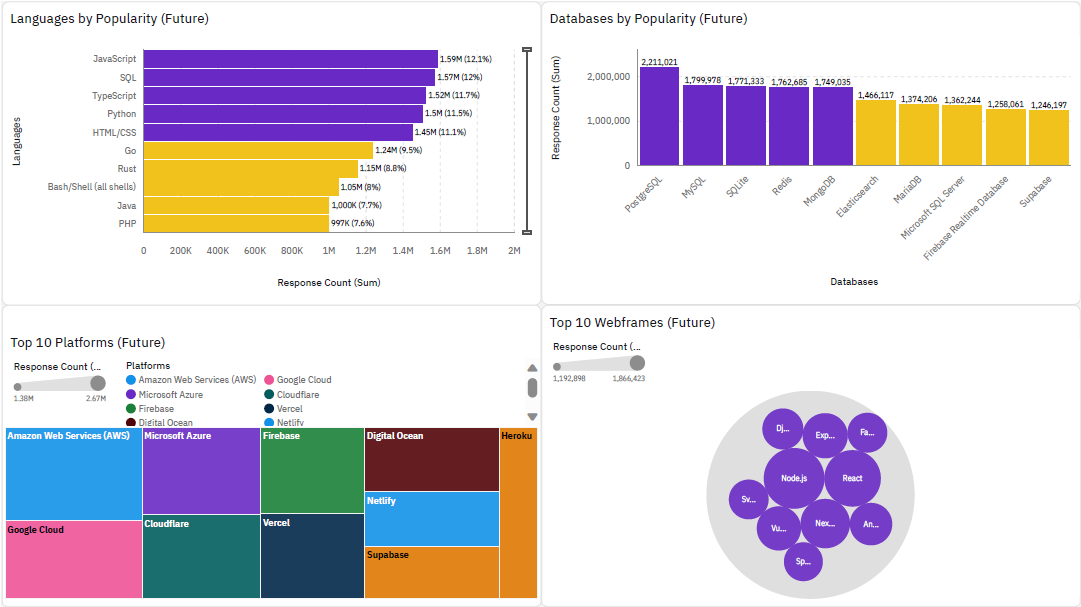 Languages by Popularity (Future)
Languages
JavaScript 1.59M (12.1%)
SQL 1.57M (12%)
TypeScript 1.52M (11.7%)
Python 1.5M (11.5%)
HTML/CSS 1.45M (11.1%)
Go 1.24M (9.5%)
Rust 1.15M (8.8%)
Bash/Shell (all shells) 1.05M (8%)
Java 1,000K (7.7%)
PHP 997K (7.6%)
0 200K 400K 600K 800K 1M 1.2M 1.4M 1.6M 1.8M 2M
Response Count (Sum)
Databases by Popularity (Future)
Response Count (Sum)
2,000,000
1,000,000
0
2,211,021 1,799,978 1,771,333 1,762,685 1,749,035 1,466,117 1,374,206 1,362,244 1,258,061 1,246,197
PostgreSQL MySQL SQLite Redis MongoDB Elasticsearch MariaDB Microsoft SQL Server Firebase Realtime Database Supabase
Databases
Top 10 Platforms (Future)
Response Count (...
1.38M 2.67M
Platforms
Amazon Web Services (AWS) Google Cloud
Microsoft Azure Cloudflare
Firebase Vercel
Digital Ocean Netlify
Amazon Web Services (AWS)
Google Cloud
Microsoft Azure
Cloudflare
Firebase
Vercel
Digital Ocean
Netlify
Supabase
Heroku
Top 10 Webframes (Future)
Response Count (...
1,192,898 1,866,423
Dj...
Exp...
Fa...
Node.js
React
Sv...
Vu...
Nex...
An...
Sp...